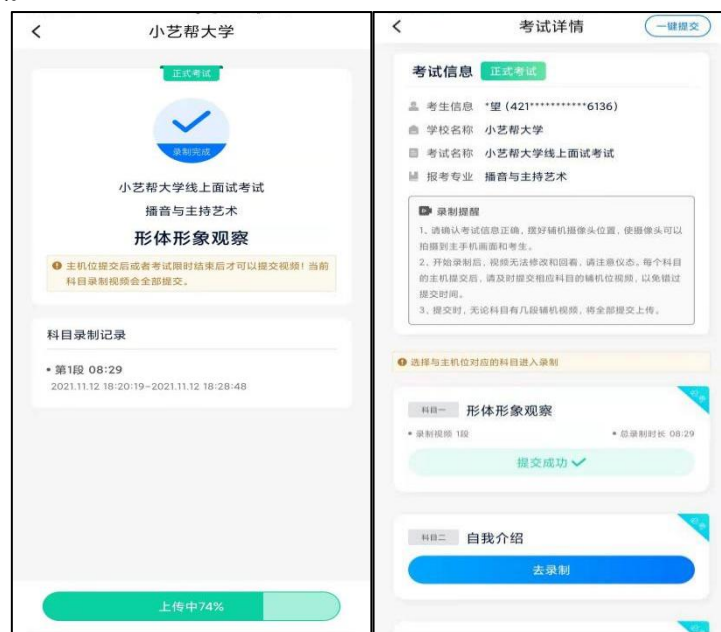 小艺帮大学
正式考试
录制完成
小艺帮大学线上面试考试
播音与主持艺术
形体形象观察
主机位提交后或者考试限时结束后才可以提交视频！当前
科目录制视频会全部提交。
科目录制记录
• 第1段 08:29
2021.11.12 18:20:19~2021.11.12 18:28:48
上传中74%
考试详情
一键提交
考试信息 正式考试
考生信息 *望 (421***********6136)
学校名称 小艺帮大学
考试名称 小艺帮大学线上面试考试
报考专业 播音与主持艺术
录制提醒
1、请确认考试信息正确，摆好辅机摄像头位置，使摄像头可以
拍摄到主手机画面和考生。
2、开始录制后，视频无法修改和回看，请注意仪态。每个科目
的主机提交后，请及时提交相应科目的辅机位视频，以免错过
提交时间。
3、提交时，无论科目有几段辅机视频，将全部提交上传。
选择与主机位对应的科目进入录制
科目一 形体形象观察
• 录制视频 1段 • 总录制时长 08:29
提交成功
科目二 自我介绍
去录制